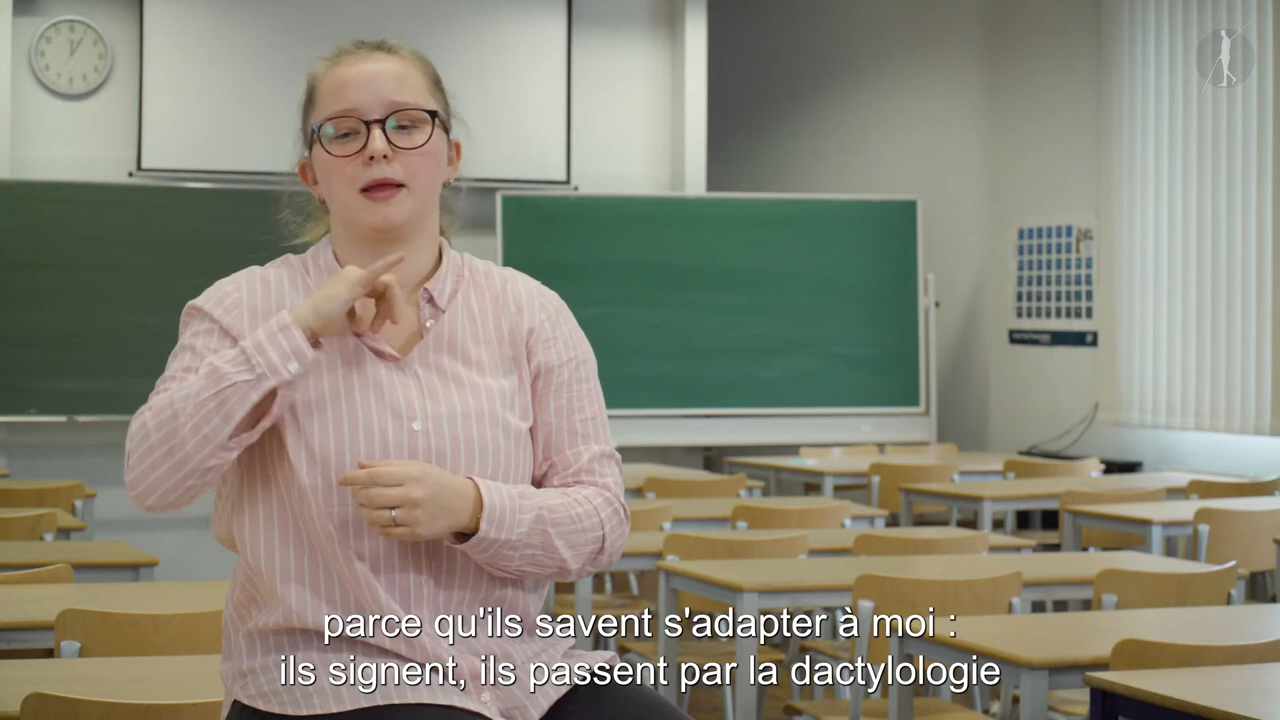 parce qu'ils savent s'adapter à moi :
ils signent, ils passent par la dactylologie